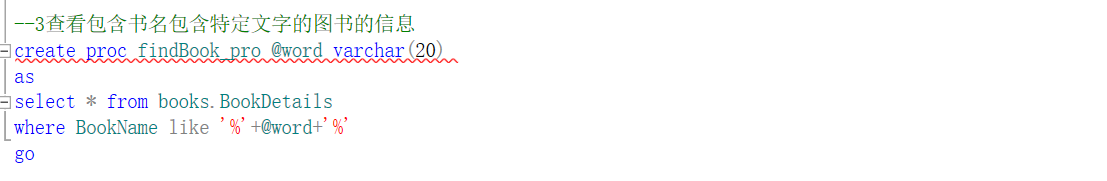 --3查看包含书名包含特定文字的图书的信息
create proc findBook_pro @word varchar(20)
as
select * from books.BookDetails
where BookName like '%'+@word+'%'
go